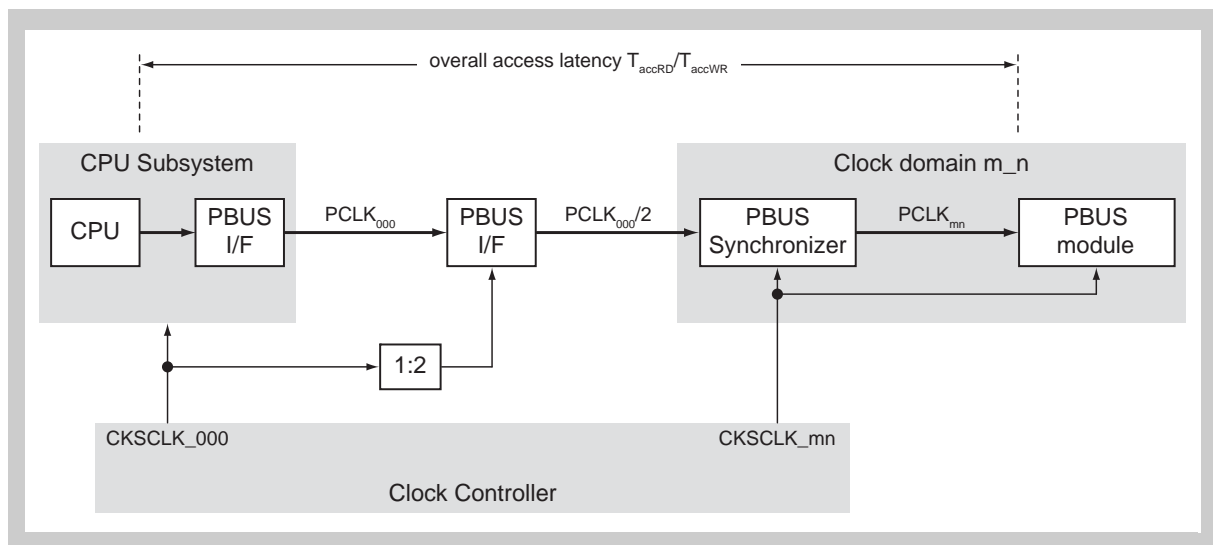 overall access latency TaccRD/TaccWR
CPU Subsystem
Clock domain m_n
CPU
PBUS
I/F
PCLK000
PBUS
I/F
PCLK000/2
PBUS
Synchronizer
PCLKmn
PBUS
module
1:2
CKSCLK_000
CKSCLK_mn
Clock Controller